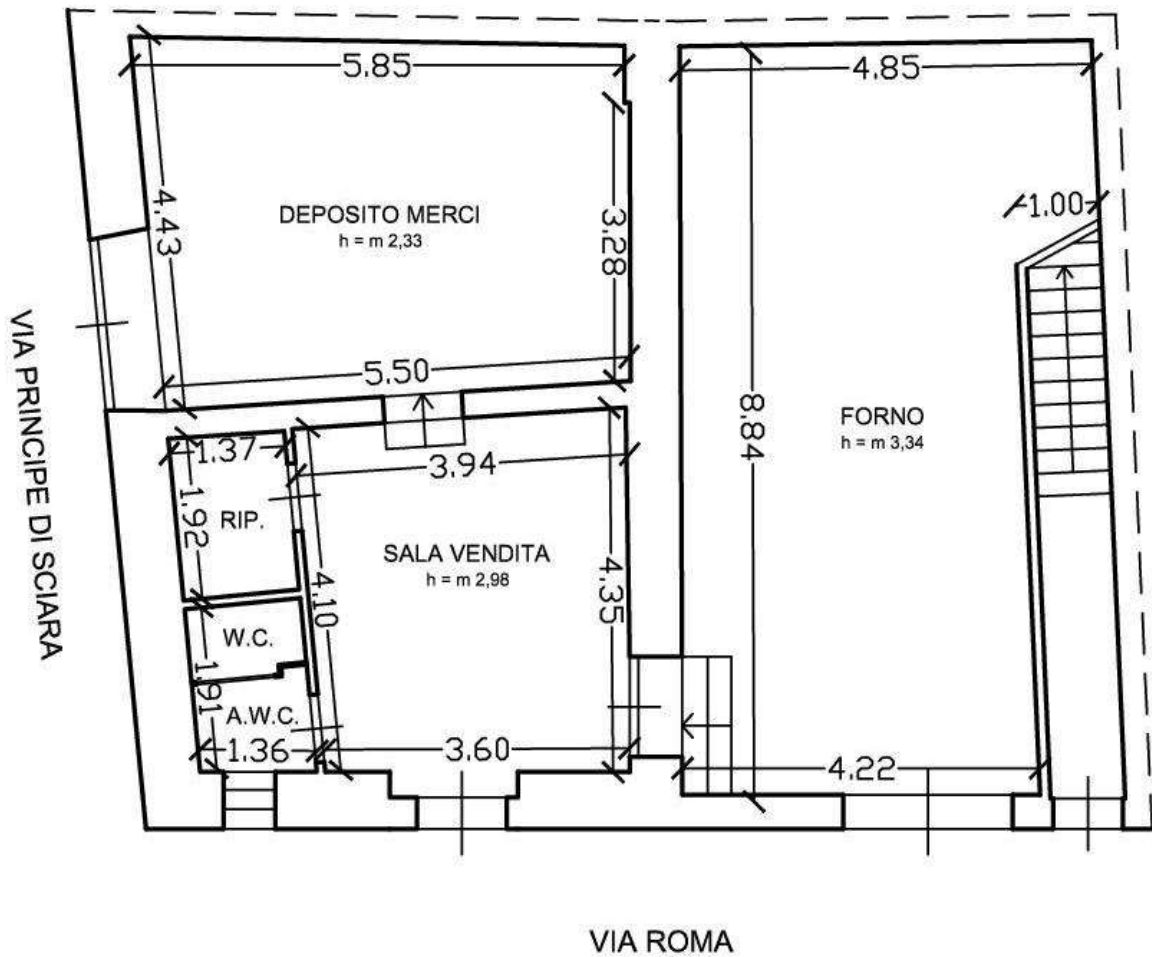 5.85
4.85
4.43
DEPOSITO MERCI
h = m 2,33
3.28
1.00
VIA PRINCIPE DI SCIARA
5.50
8.84
FORNO
h = m 3,34
1.37
3.94
1.92
RIP.
SALA VENDITA
h = m 2,98
4.10
4.35
W.C.
1.91
A.W.C.
1.36
3.60
4.22
VIA ROMA